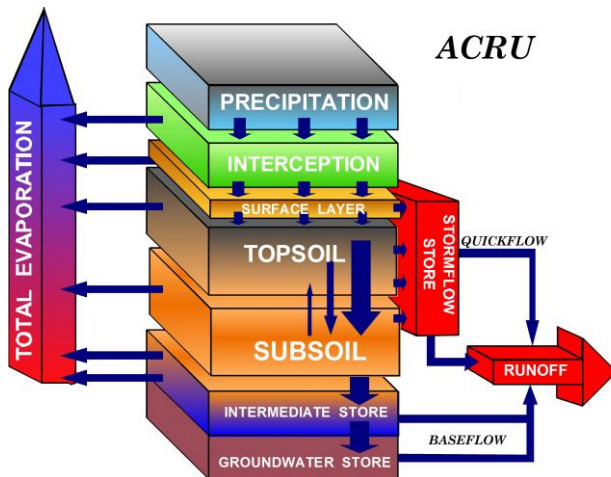 ACRU
PRECIPITATION
INTERCEPTION
SURFACE LAYER
TOPSOIL
SUBSOIL
INTERMEDIATE STORE
GROUNDWATER STORE
TOTAL EVAPORATION
STORMFLOW
STORE
QUICKFLOW
RUNOFF
BASEFLOW